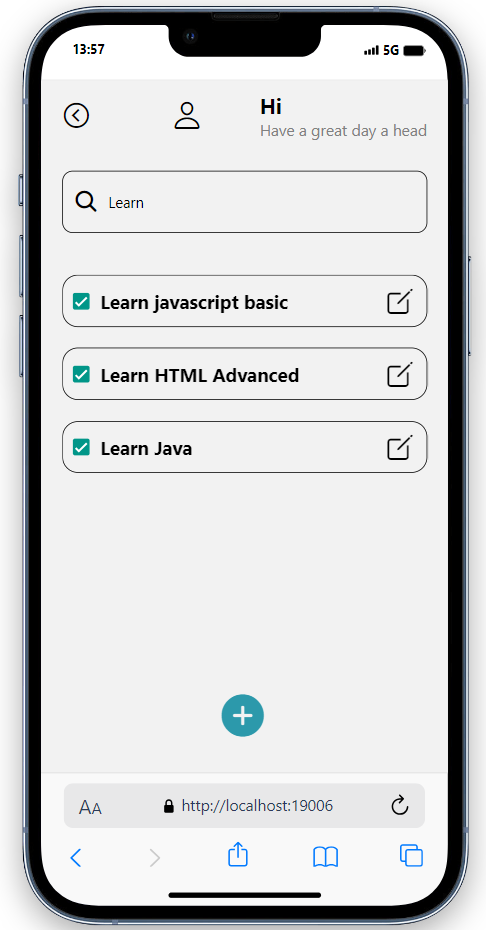 13:57
5G
Hi
Have a great day a head
Learn
Learn javascript basic
Learn HTML Advanced
Learn Java
AA
http://localhost:19006